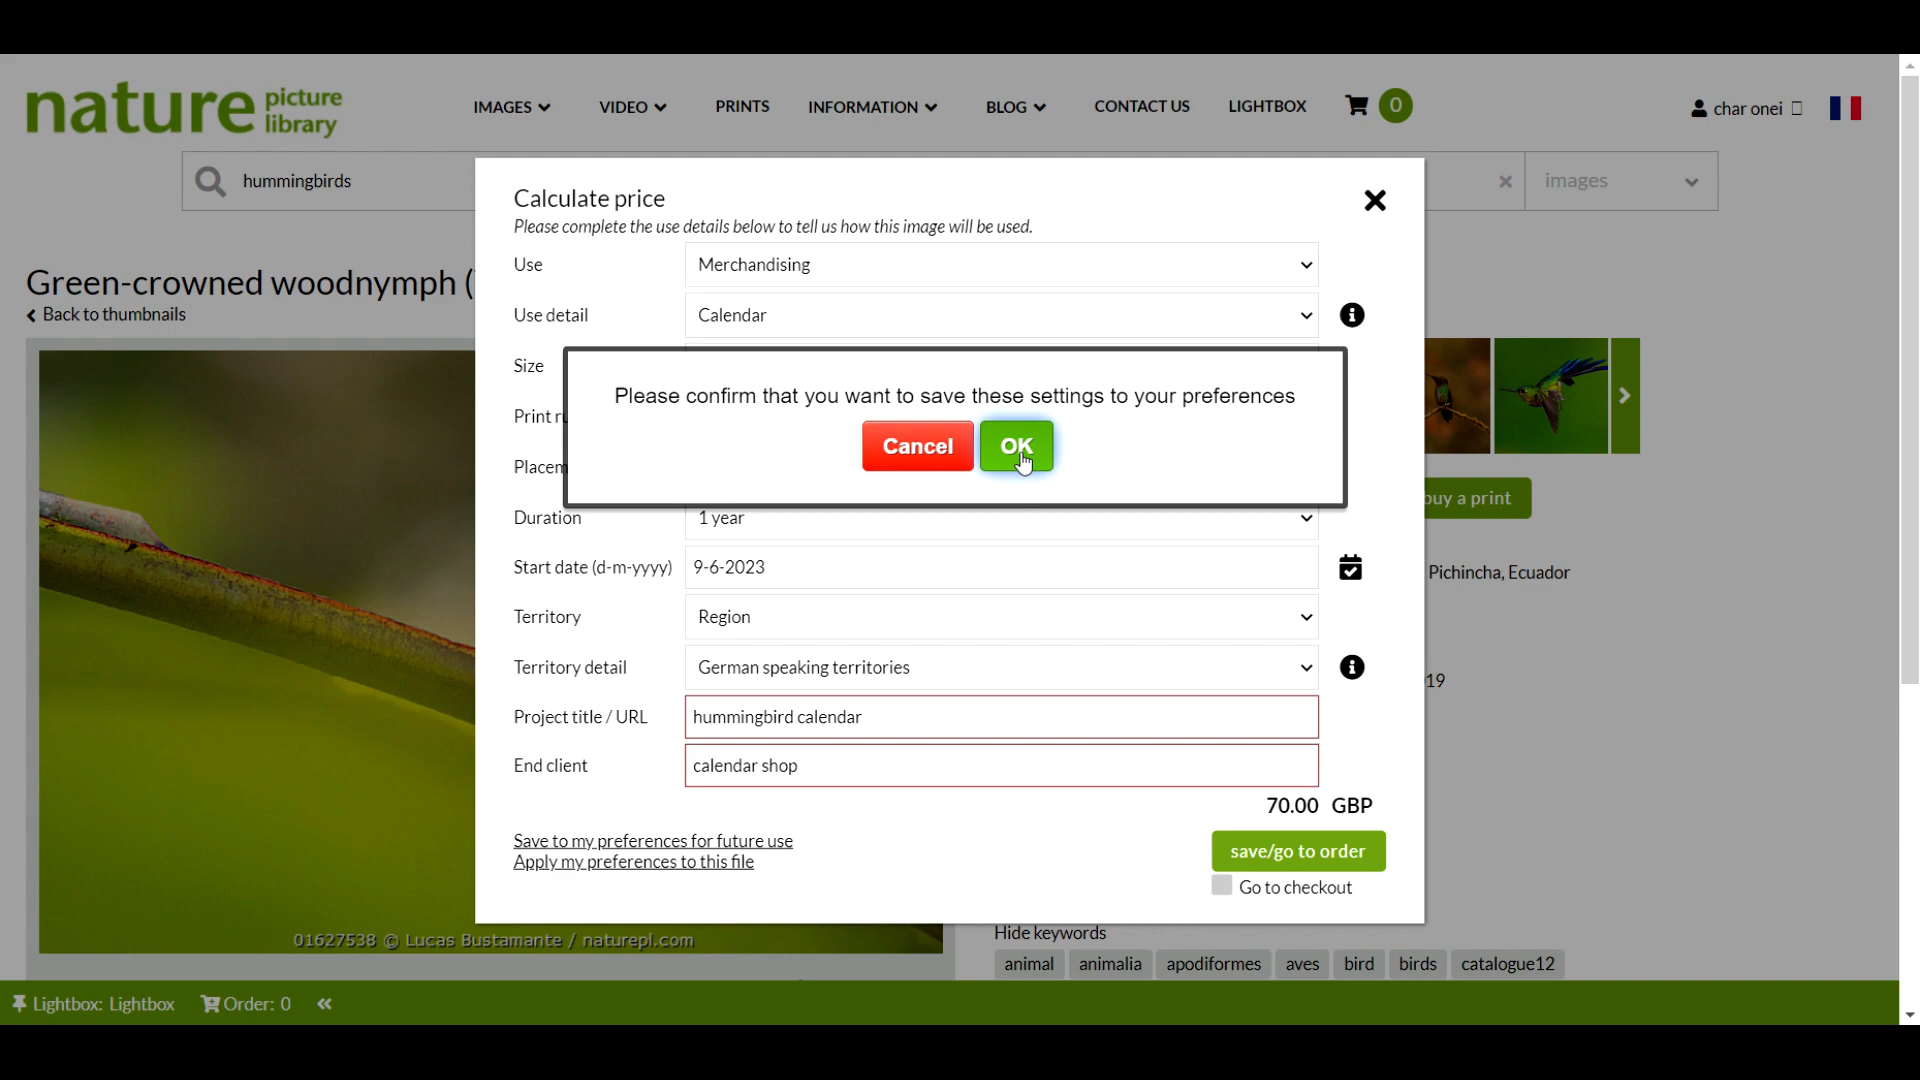 nature picture library
IMAGES
VIDEO
PRINTS
INFORMATION
BLOG
CONTACT US
LIGHTBOX
0
char onei
hummingbirds
images
Green-crowned woodnymph (
Back to thumbnails
Calculate price
Please complete the use details below to tell us how this image will be used.
Use
Merchandising
Use detail
Calendar
Size
Please confirm that you want to save these settings to your preferences
Print ru
Cancel
OK
Placem
Duration
1 year
Start date (d-m-yyyy)
9-6-2023
Territory
Region
Territory detail
German speaking territories
Project title / URL
hummingbird calendar
End client
calendar shop
70.00 GBP
Save to my preferences for future use
Apply my preferences to this file
save/go to order
Go to checkout
buy a print
Pichincha, Ecuador
19
01627538 © Lucas Bustamante / naturepl.com
Hide keywords
animal
animalia
apodiformes
aves
bird
birds
catalogue12
Lightbox: Lightbox
Order: 0